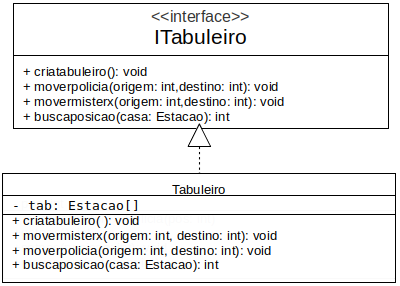 <<interface>>
ITabuleiro
+ criatabuleiro(): void
+ moverpolicia(origem: int,destino: int): void
+ movermisterx(origem: int,destino: int): void
+ buscaposicao(casa: Estacao): int
Tabuleiro
- tab: Estacao[]
+ criatabuleiro( ): void
+ movermisterx(origem: int, destino: int): void
+ moverpolicia(origem: int, destino: int): void
+ buscaposicao(casa: Estacao): int